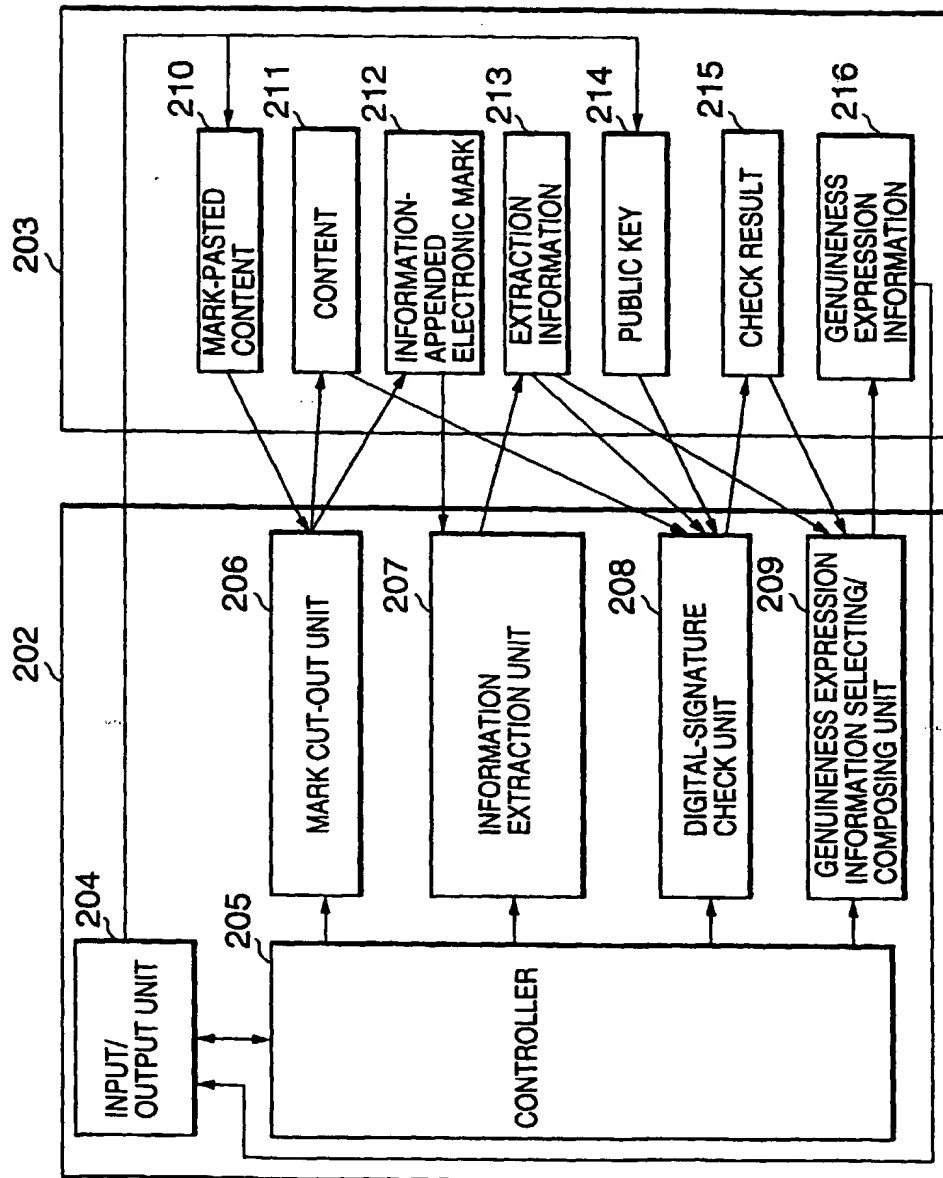 202
203
204
INPUT/
OUTPUT UNIT
205
CONTROLLER
206
MARK CUT-OUT UNIT
207
INFORMATION
EXTRACTION UNIT
208
DIGITAL-SIGNATURE
CHECK UNIT
209
GENUINENESS EXPRESSION
INFORMATION SELECTING/
COMPOSING UNIT
210
MARK-PASTED
CONTENT
211
CONTENT
212
INFORMATION-
APPENDED
ELECTRONIC MARK
213
EXTRACTION
INFORMATION
214
PUBLIC KEY
215
CHECK RESULT
216
GENUINENESS
EXPRESSION
INFORMATION